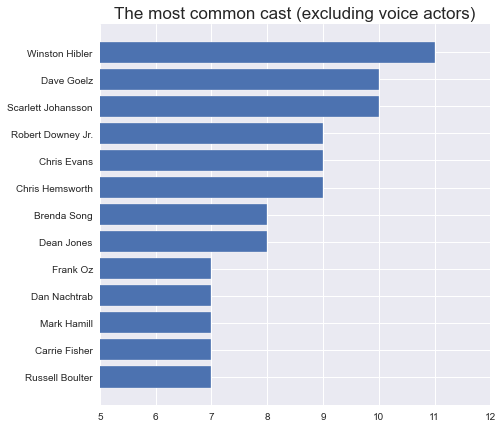 The most common cast (excluding voice actors)
Winston Hibler
Dave Goelz
Scarlett Johansson
Robert Downey Jr.
Chris Evans
Chris Hemsworth
Brenda Song
Dean Jones
Frank Oz
Dan Nachtrab
Mark Hamill
Carrie Fisher
Russell Boulter
5 6 7 8 9 10 11 12